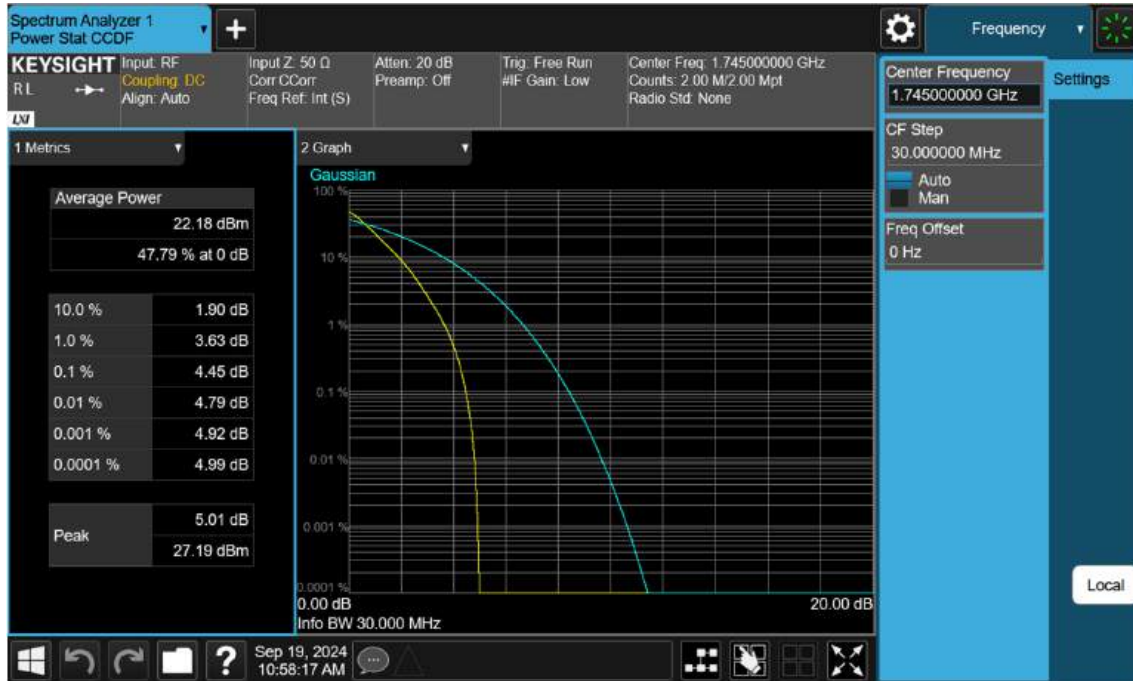 Spectrum Analyzer 1
Power Stat CCDF
Frequency
KEYSIGHT
R L
LXI
Input: RF
Coupling: DC
Align: Auto
Input Z: 50 Ω
Corr CCorr
Freq Ref: Int (S)
Atten: 20 dB
Preamp: Off
Trig: Free Run
#IF Gain: Low
Center Freq: 1.745000000 GHz
Counts: 2.00 M/2.00 Mpt
Radio Std: None
Center Frequency
1.745000000 GHz
Settings
CF Step
30.000000 MHz
Auto
Man
Freq Offset
0 Hz
Local
1 Metrics
Average Power
22.18 dBm
47.79 % at 0 dB
10.0 % 1.90 dB
1.0 % 3.63 dB
0.1 % 4.45 dB
0.01 % 4.79 dB
0.001 % 4.92 dB
0.0001 % 4.99 dB
Peak
5.01 dB
27.19 dBm
2 Graph
Gaussian
100 %
10 %
1 %
0.1 %
0.01 %
0.001 %
0.0001 %
0.00 dB
20.00 dB
Info BW 30.000 MHz
?
Sep 19, 2024
10:58:17 AM